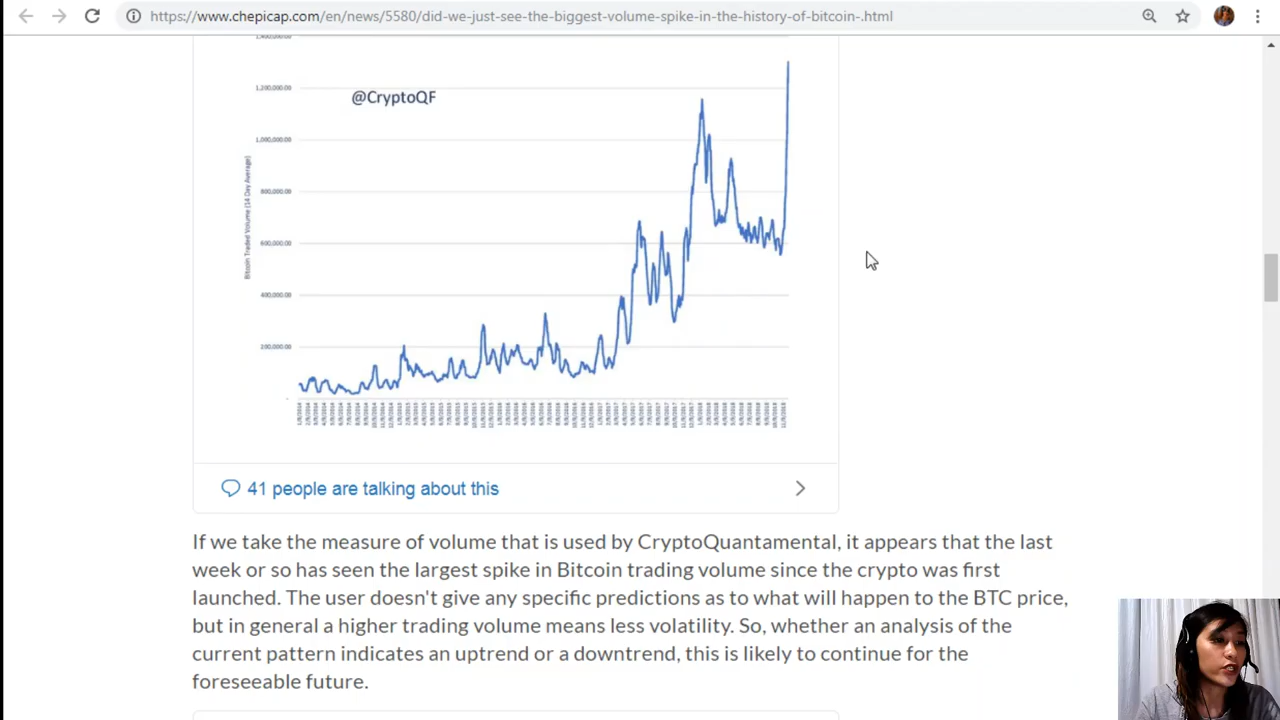 https://www.chepicap.com/en/news/5580/did-we-just-see-the-biggest-volume-spike-in-the-history-of-bitcoin-.html
@CryptoQF
1,200,000.00
1,000,000.00
800,000.00
600,000.00
400,000.00
200,000.00
-
Bitcoin Traded Volume (14 Day Average)
41 people are talking about this
If we take the measure of volume that is used by CryptoQuantamental, it appears that the last
week or so has seen the largest spike in Bitcoin trading volume since the crypto was first
launched. The user doesn't give any specific predictions as to what will happen to the BTC price,
but in general a higher trading volume means less volatility. So, whether an analysis of the
current pattern indicates an uptrend or a downtrend, this is likely to continue for the
foreseeable future.